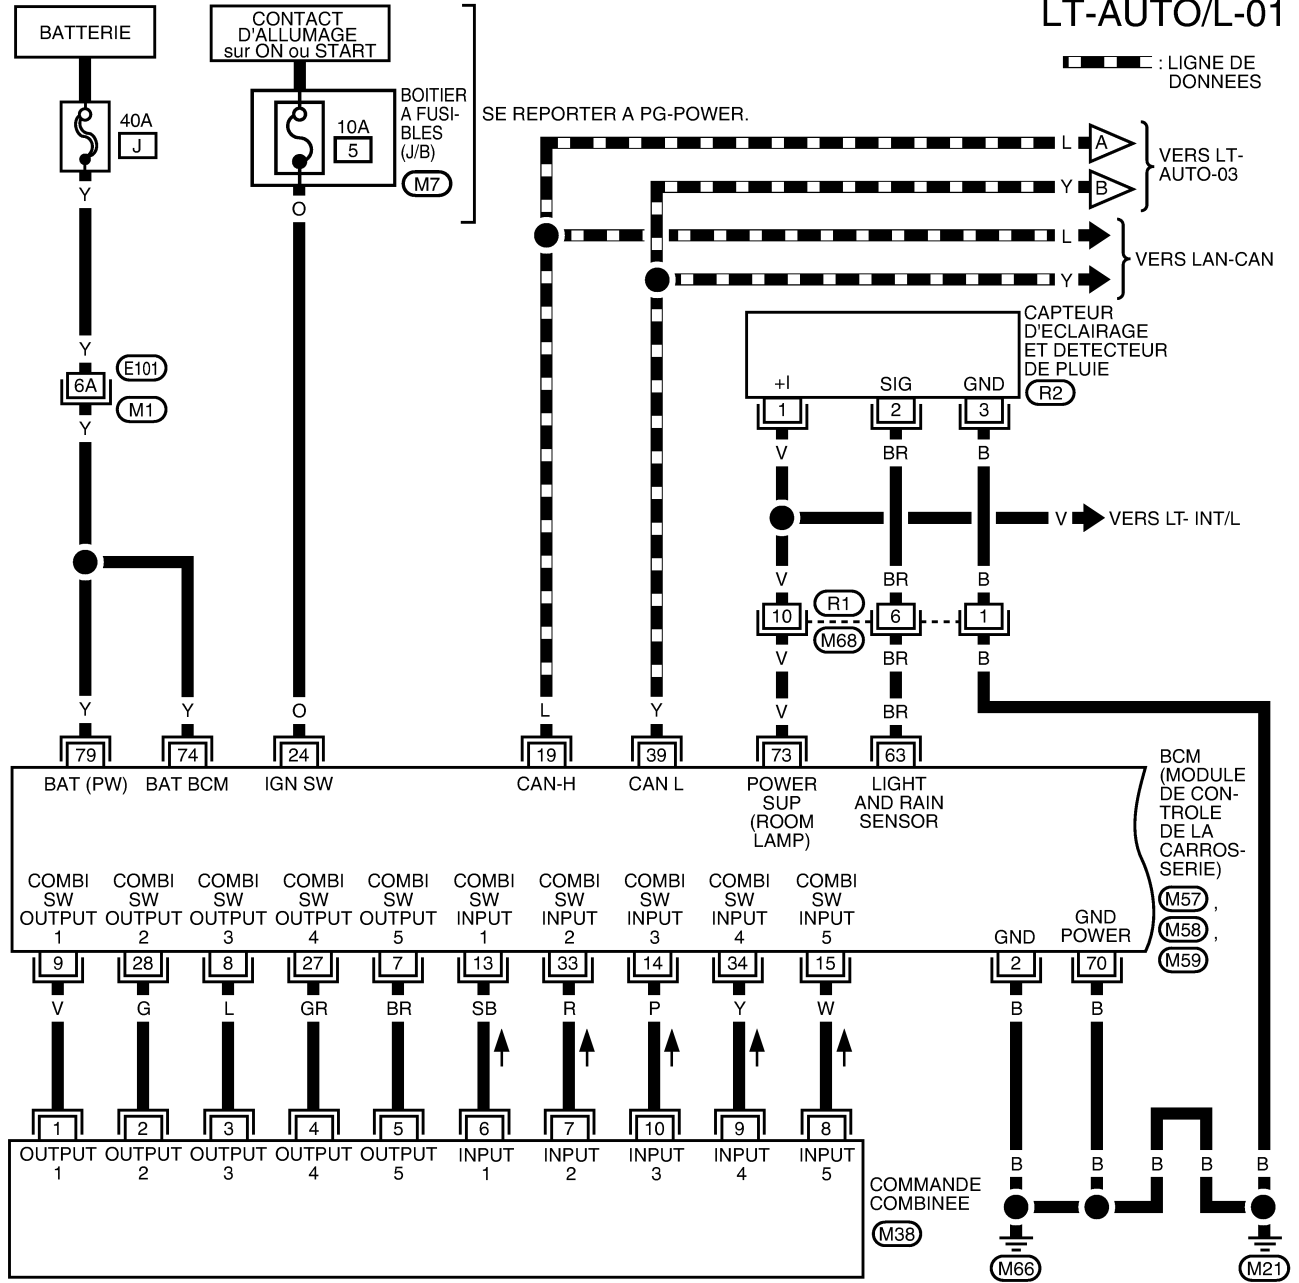 LT-AUTO/L-01
BATTERIE
CONTACT
D'ALLUMAGE
sur ON ou START
: LIGNE DE
DONNEES
40A
J
10A
5
BOITIER
A FUSI-
BLES
(J/B)
M7
SE REPORTER A PG-POWER.
L A
Y B
VERS LT-
AUTO-03
L
Y
VERS LAN-CAN
Y
O
Y
6A
E101
M1
Y
CAPTEUR
D'ECLAIRAGE
ET DETECTEUR
DE PLUIE
R2
+I SIG GND
1 2 3
V BR B
V VERS LT- INT/L
V BR B
10 R1 6 1
M68
V BR B
Y Y O L Y V BR
79 74 24 19 39 73 63
BAT (PW) BAT BCM IGN SW CAN-H CAN L
POWER
SUP
(ROOM
LAMP)
LIGHT
AND RAIN
SENSOR
BCM
(MODULE
DE CON-
TROLE
DE LA
CARROS-
SERIE)
M57 ,
M58 ,
M59
COMBI COMBI COMBI COMBI COMBI COMBI COMBI COMBI COMBI COMBI
SW SW SW SW SW SW SW SW SW SW
OUTPUT OUTPUT OUTPUT OUTPUT OUTPUT INPUT INPUT INPUT INPUT INPUT
1 2 3 4 5 1 2 3 4 5
GND
GND
POWER
9 28 8 27 7 13 33 14 34 15 2 70
V G L GR BR SB R P Y W B B
1 2 3 4 5 6 7 10 9 8
OUTPUT OUTPUT OUTPUT OUTPUT OUTPUT INPUT INPUT INPUT INPUT INPUT
1 2 3 4 5 1 2 3 4 5
COMMANDE
COMBINEE
M38
B B B B B
M66 M21